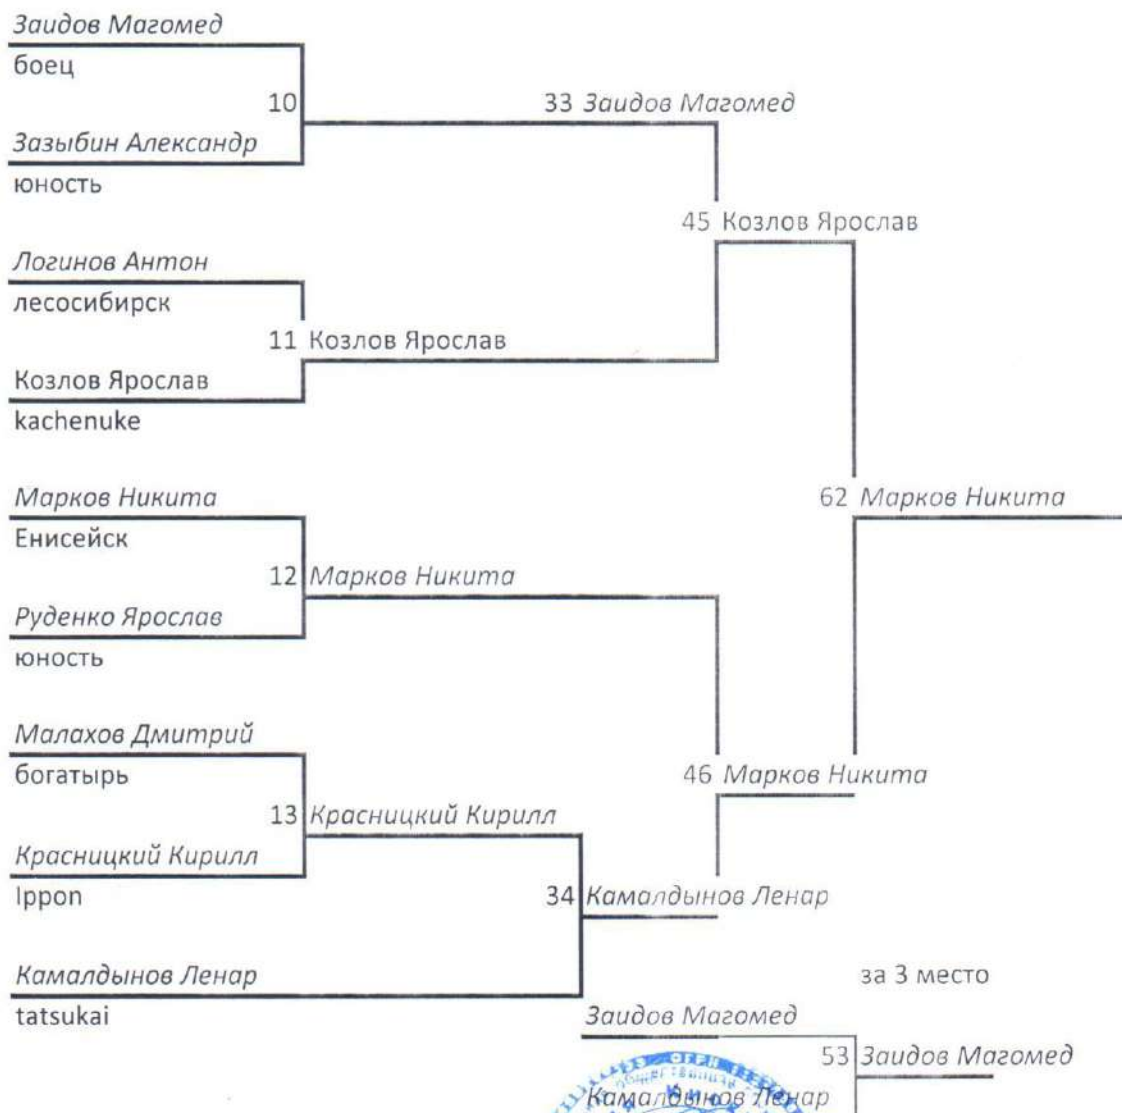 Заидов Магомед
боец
10
33 Заидов Магомед
Зазыбин Александр
юность
45 Козлов Ярослав
Логинов Антон
лесосибирск
11 Козлов Ярослав
Козлов Ярослав
kachenuke
Марков Никита
62 Марков Никита
Енисейск
12 Марков Никита
Руденко Ярослав
юность
Малахов Дмитрий
богатырь
46 Марков Никита
13 Красницкий Кирилл
Красницкий Кирилл
Ippon
34 Камалдынов Ленар
Камалдынов Ленар
за 3 место
tatsukai
Заидов Магомед
53 Заидов Магомед
ОГРН
Камалдынов Ленар